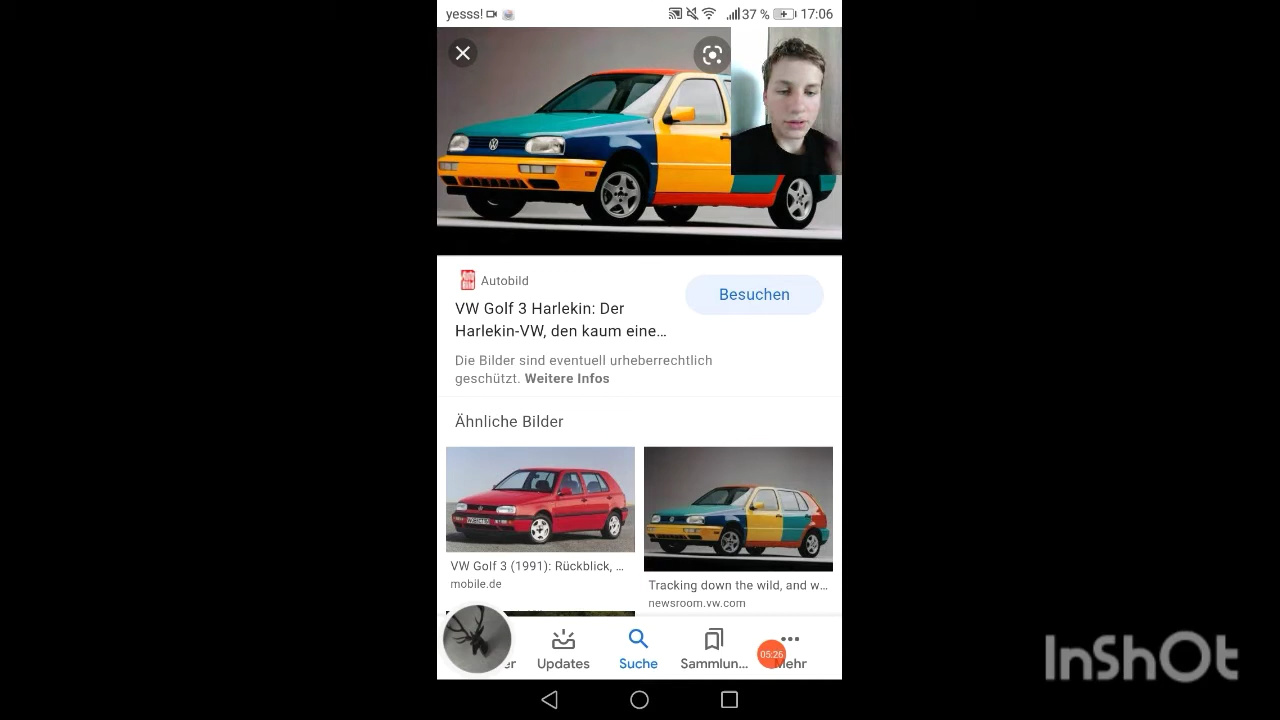 yesss!
37 %
17:06
Autobild
VW Golf 3 Harlekin: Der
Harlekin-VW, den kaum eine...
Besuchen
Die Bilder sind eventuell urheberrechtlich
geschützt. Weitere Infos
Ähnliche Bilder
VW Golf 3 (1991): Rückblick, ...
mobile.de
Tracking down the wild, and w...
newsroom.vw.com
er
Updates
Suche
Sammlun...
05:26
Mehr
InShOt